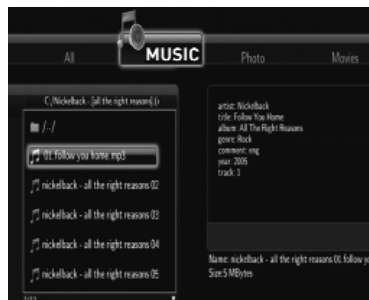 All
MUSIC
Photo
Movies
C:/Nickelback - [all the right reasons] (
/../
01.Follow you home.mp3
nickelback - all the right reasons 02
nickelback - all the right reasons 03
nickelback - all the right reasons 04
nickelback - all the right reasons 05
artist: Nickelback
title: Follow You Home
album: All The Right Reasons
genre: Rock
comment: eng
year: 2005
track: 1
Name: nickelback - all the right reasons 01.follow yo
Size:5 MBytes